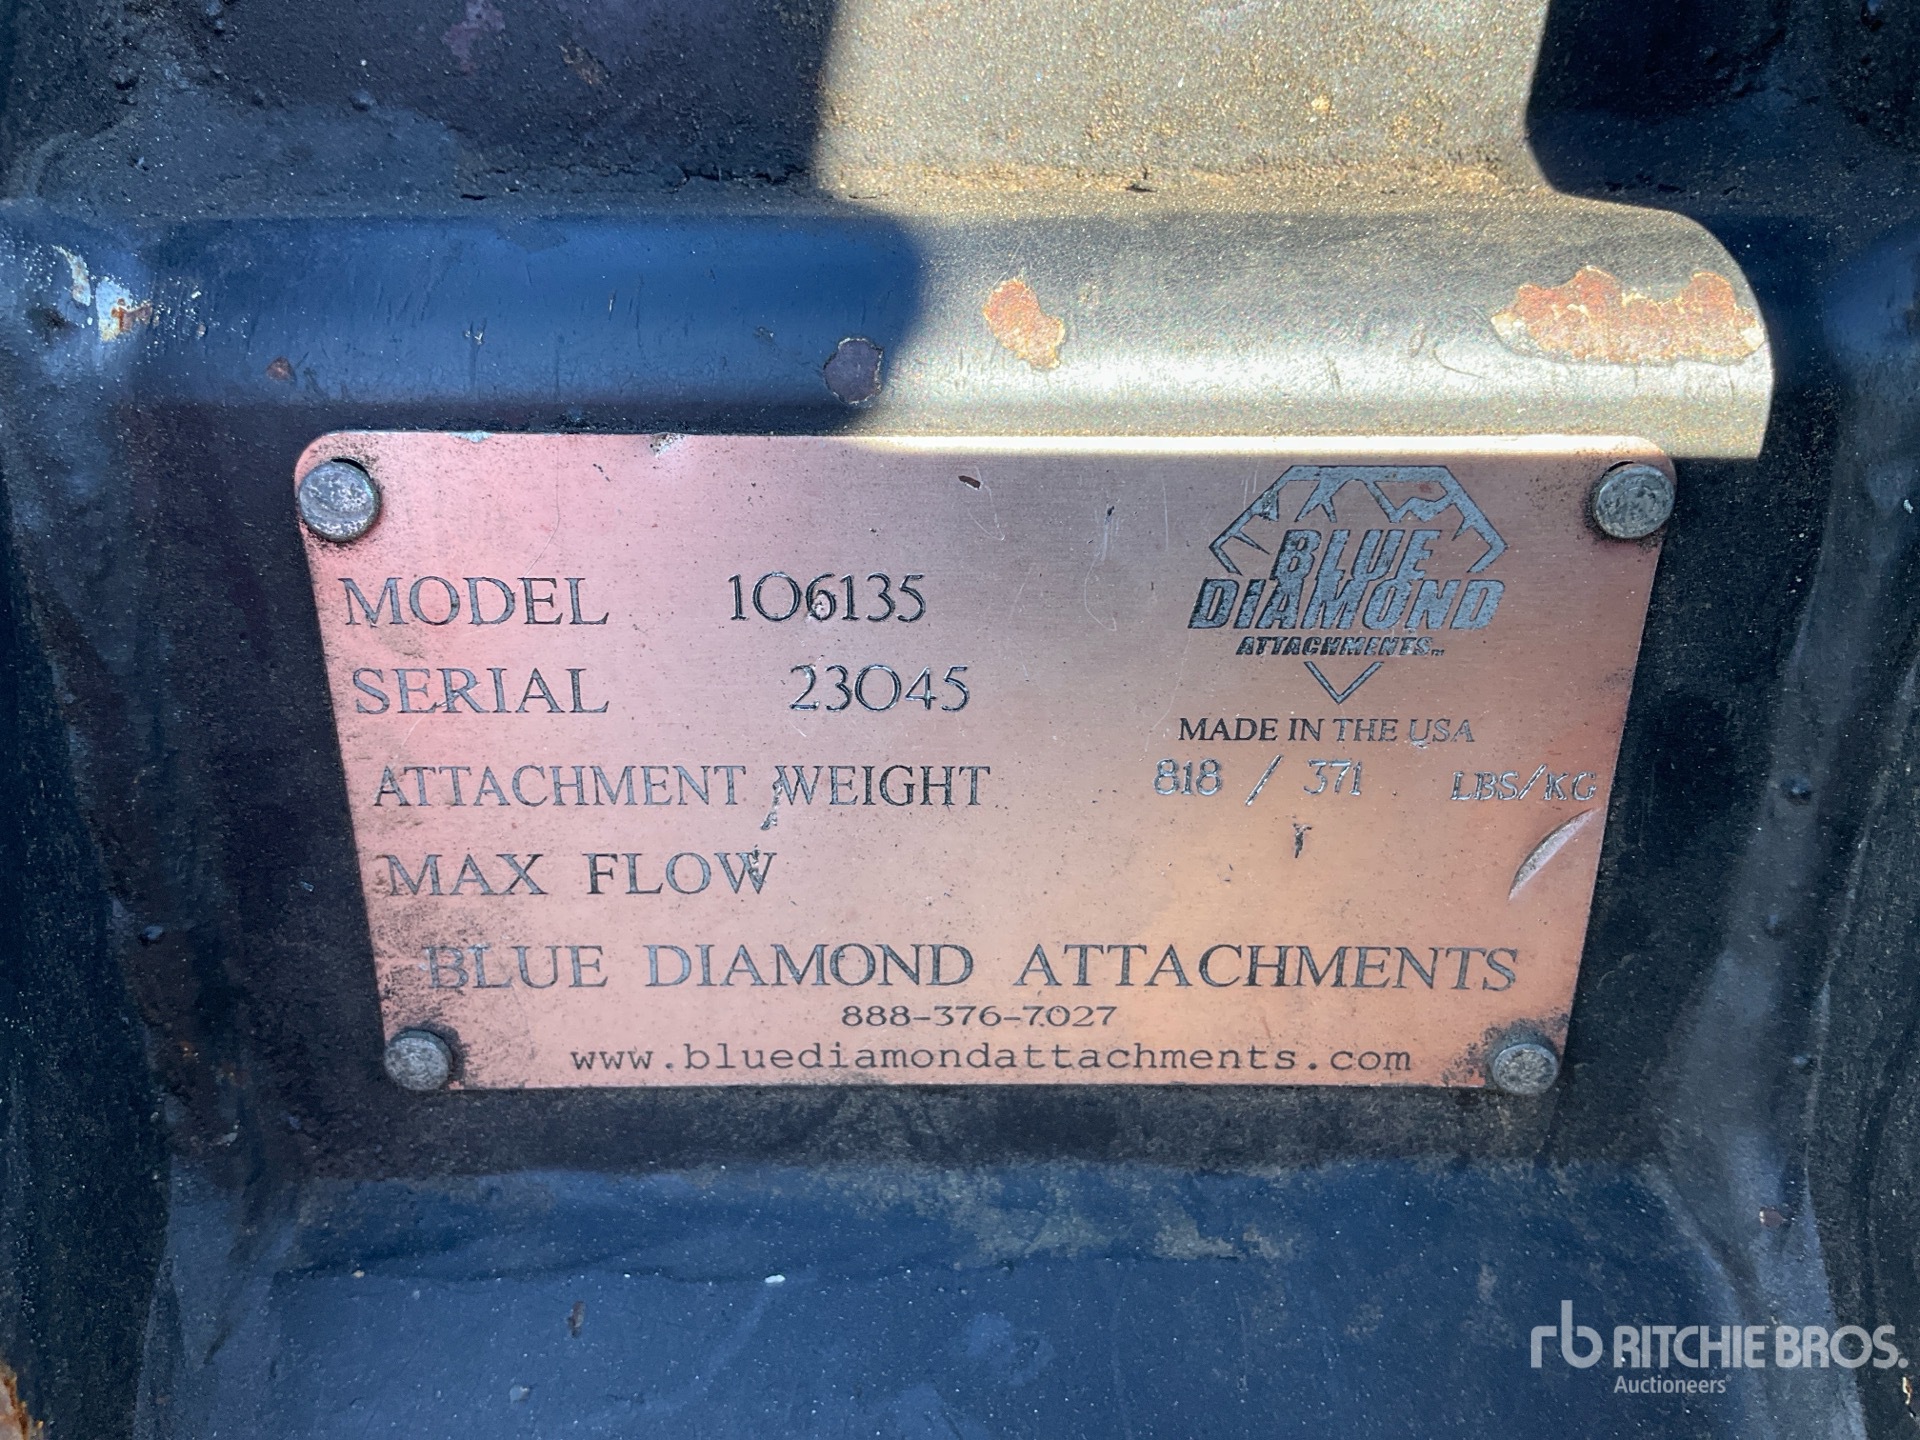 BLUE
DIAMOND
ATTACHMENTS
MODEL 106135
SERIAL 23045
MADE IN THE USA
ATTACHMENT WEIGHT 818 / 371 LBS/KG
MAX FLOW
BLUE DIAMOND ATTACHMENTS
888-376-7027
www.bluediamondattachments.com
rb RITCHIE BROS.
Auctioneers